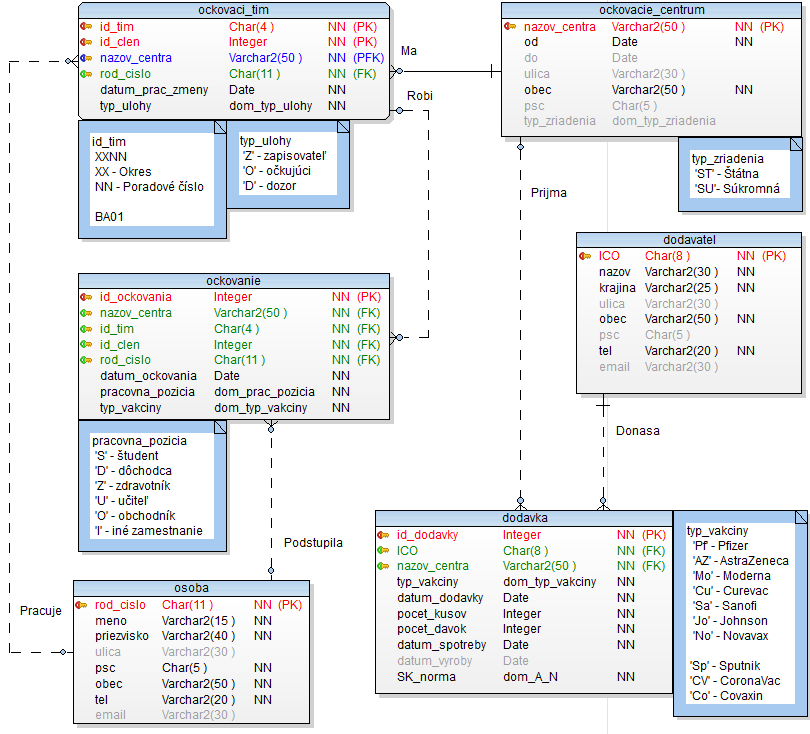 ockovaci_tim
id_tim Char(4 ) NN (PK)
id_clen Integer NN (PK)
nazov_centra Varchar2(50 ) NN (PFK)
rod_cislo Char(11 ) NN (FK)
datum_prac_zmeny Date NN
typ_ulohy dom_typ_ulohy NN
Ma
Robi
ockovacie_centrum
nazov_centra Varchar2(50 ) NN (PK)
od Date NN
do Date
ulica Varchar2(30 )
obec Varchar2(50 ) NN
psc Char(5 )
typ_zriadenia dom_typ_zriadenia
id_tim
XXNN
XX - Okres
NN - Poradové číslo
BA01
typ_ulohy
'Z' - zapisovateľ
'O' - očkujúci
'D' - dozor
typ_zriadenia
'ST' - Štátna
'SU'- Súkromná
Prijma
dodavatel
ICO Char(8 ) NN (PK)
nazov Varchar2(30 ) NN
krajina Varchar2(25 ) NN
ulica Varchar2(30 )
obec Varchar2(50 ) NN
psc Char(5 )
tel Varchar2(20 ) NN
email Varchar2(30 )
ockovanie
id_ockovania Integer NN (PK)
nazov_centra Varchar2(50 ) NN (FK)
id_tim Char(4 ) NN (FK)
id_clen Integer NN (FK)
rod_cislo Char(11 ) NN (FK)
datum_ockovania Date NN
pracovna_pozicia dom_prac_pozicia NN
typ_vakciny dom_typ_vakciny NN
pracovna_pozicia
'S' - študent
'D' - dôchodca
'Z' - zdravotník
'U' - učiteľ
'O' - obchodník
'I' - iné zamestnanie
Donasa
Podstupila
Pracuje
osoba
rod_cislo Char(11 ) NN (PK)
meno Varchar2(15 ) NN
priezvisko Varchar2(40 ) NN
ulica Varchar2(30 )
psc Char(5 ) NN
obec Varchar2(50 ) NN
tel Varchar2(20 ) NN
email Varchar2(30 )
dodavka
id_dodavky Integer NN (PK)
ICO Char(8 ) NN (FK)
nazov_centra Varchar2(50 ) NN (FK)
typ_vakciny dom_typ_vakciny NN
datum_dodavky Date NN
pocet_kusov Integer NN
pocet_davok Integer NN
datum_spotreby Date NN
datum_vyroby Date
SK_norma dom_A_N NN
typ_vakciny
'Pf' - Pfizer
'AZ' - AstraZeneca
'Mo' - Moderna
'Cu' - Curevac
'Sa' - Sanofi
'Jo' - Johnson
'No' - Novavax
'Sp' - Sputnik
'CV' - CoronaVac
'Co' - Covaxin